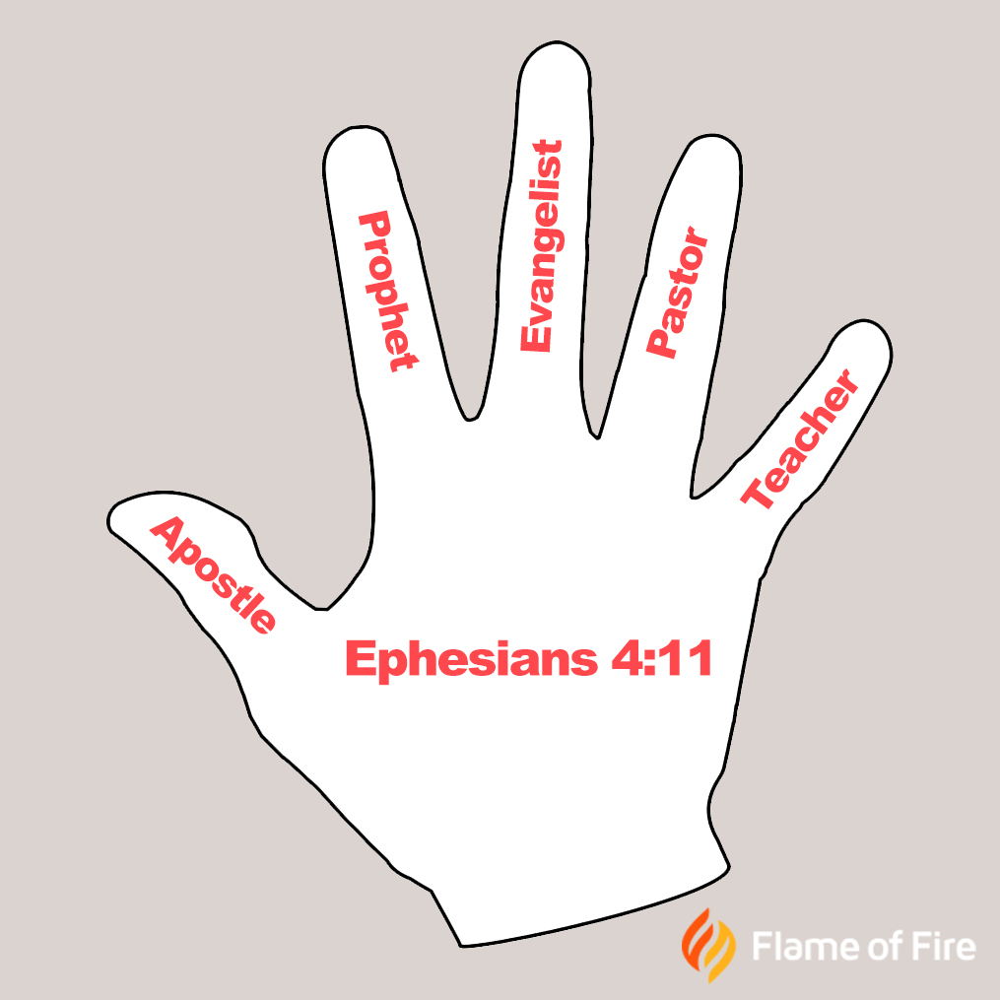 Apostle
Prophet
Evangelist
Pastor
Teacher
Ephesians 4:11
Flame of Fire